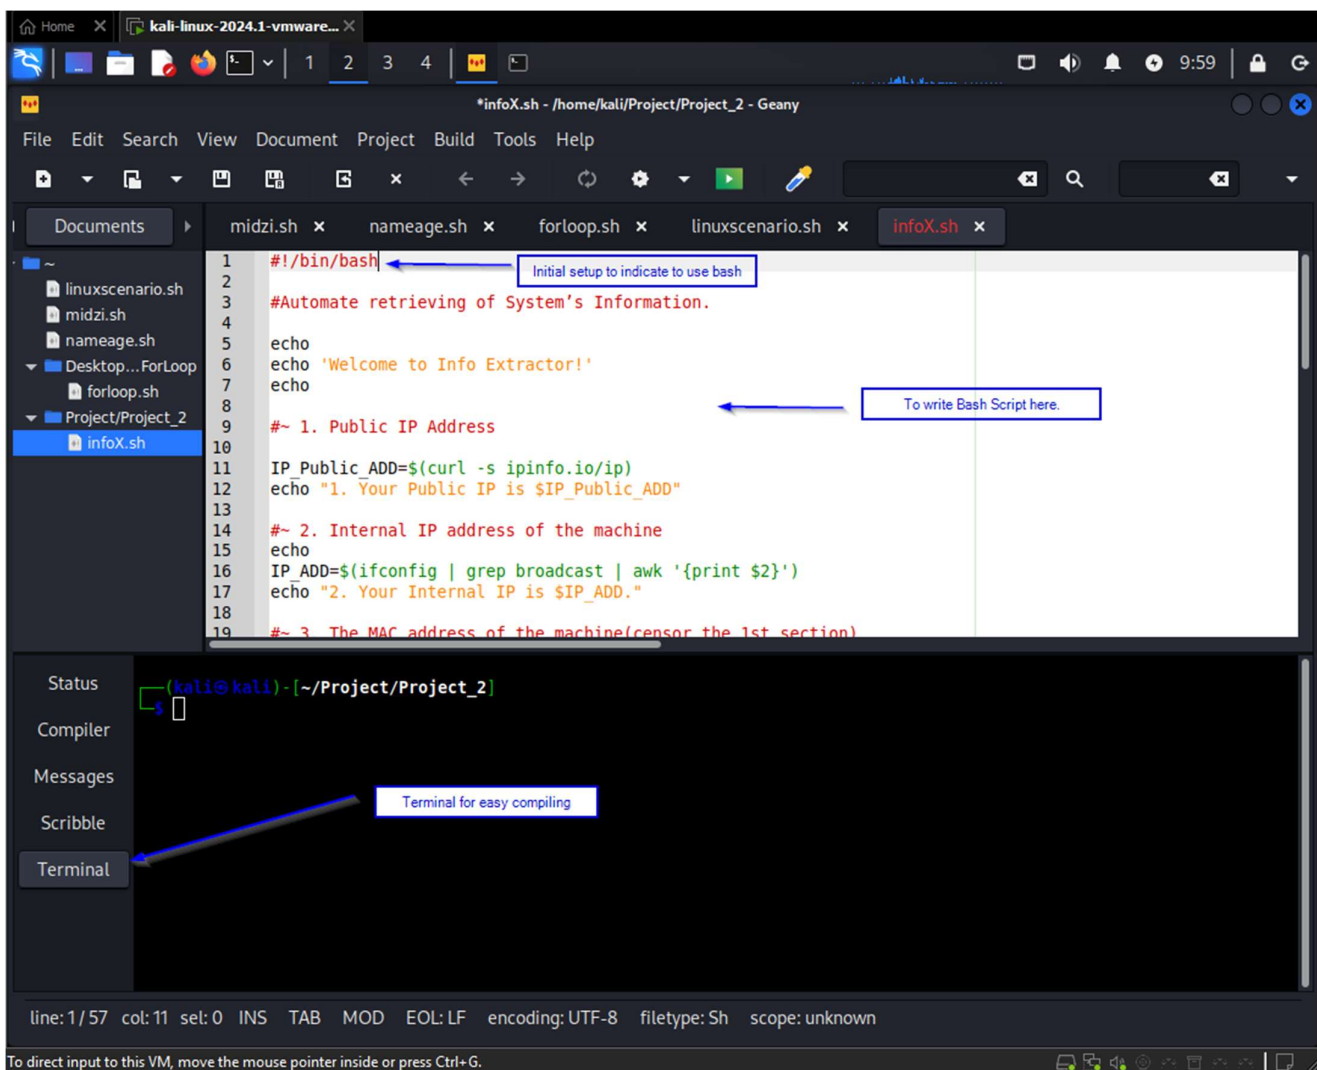 Home
kali-linux-2024.1-vmware...
1 2 3 4
9:59
*infoX.sh - /home/kali/Project/Project_2 - Geany
File Edit Search View Document Project Build Tools Help
Documents
midzi.sh nameage.sh forloop.sh linuxscenario.sh infoX.sh
~
linuxscenario.sh
midzi.sh
nameage.sh
Desktop...ForLoop
forloop.sh
Project/Project_2
infoX.sh
1 #!/bin/bash
Initial setup to indicate to use bash
2
3 #Automate retrieving of System’s Information.
4
5 echo
6 echo 'Welcome to Info Extractor!'
7 echo
To write Bash Script here.
8
9 #~ 1. Public IP Address
10
11 IP_Public_ADD=$(curl -s ipinfo.io/ip)
12 echo "1. Your Public IP is $IP_Public_ADD"
13
14 #~ 2. Internal IP address of the machine
15 echo
16 IP_ADD=$(ifconfig | grep broadcast | awk '{print $2}')
17 echo "2. Your Internal IP is $IP_ADD."
18
19 #~ 3. The MAC address of the machine(censor the 1st section)
Status
Compiler
Messages
Scribble
Terminal
(kali㉿kali)-[~/Project/Project_2]
$
Terminal for easy compiling
line: 1 / 57 col: 11 sel: 0 INS TAB MOD EOL: LF encoding: UTF-8 filetype: Sh scope: unknown
To direct input to this VM, move the mouse pointer inside or press Ctrl+G.